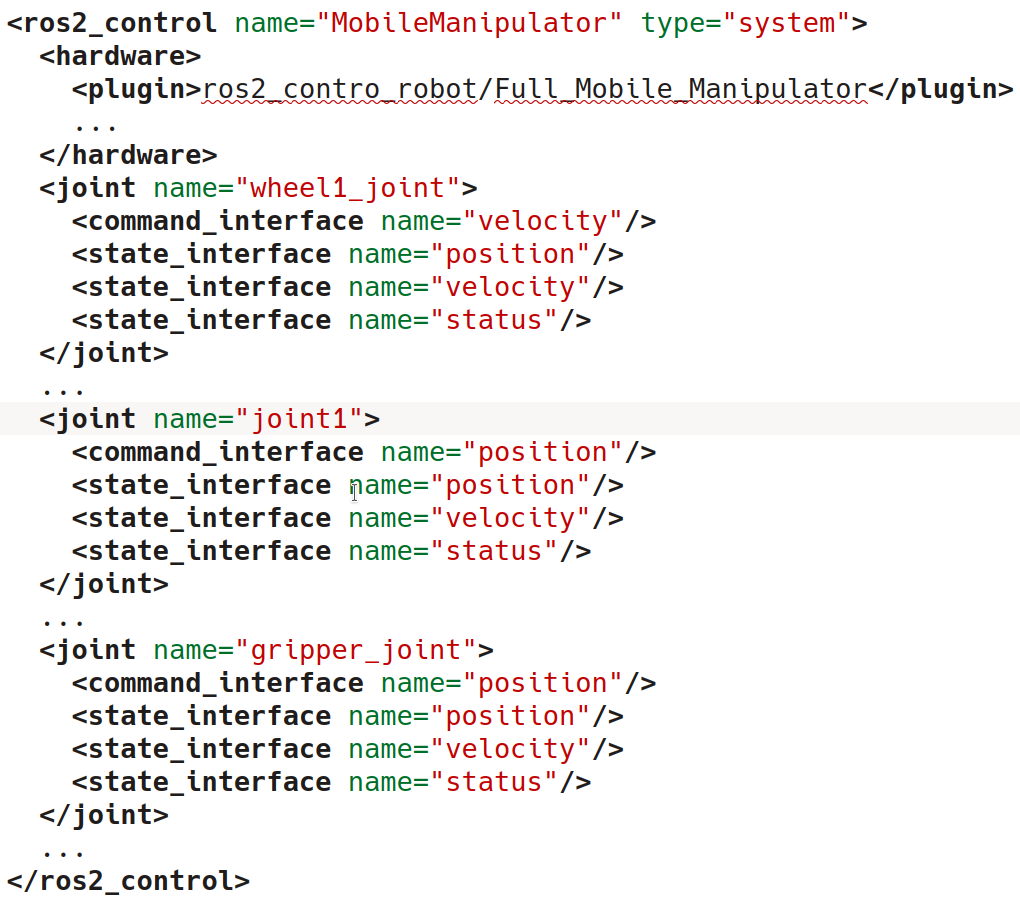 <ros2_control name="MobileManipulator" type="system">
  <hardware>
    <plugin>ros2_contro_robot/Full_Mobile_Manipulator</plugin>
    ...
  </hardware>
  <joint name="wheel1_joint">
    <command_interface name="velocity"/>
    <state_interface name="position"/>
    <state_interface name="velocity"/>
    <state_interface name="status"/>
  </joint>
  ...
  <joint name="joint1">
    <command_interface name="position"/>
    <state_interface name="position"/>
    <state_interface name="velocity"/>
    <state_interface name="status"/>
  </joint>
  ...
  <joint name="gripper_joint">
    <command_interface name="position"/>
    <state_interface name="position"/>
    <state_interface name="velocity"/>
    <state_interface name="status"/>
  </joint>
  ...
</ros2_control>